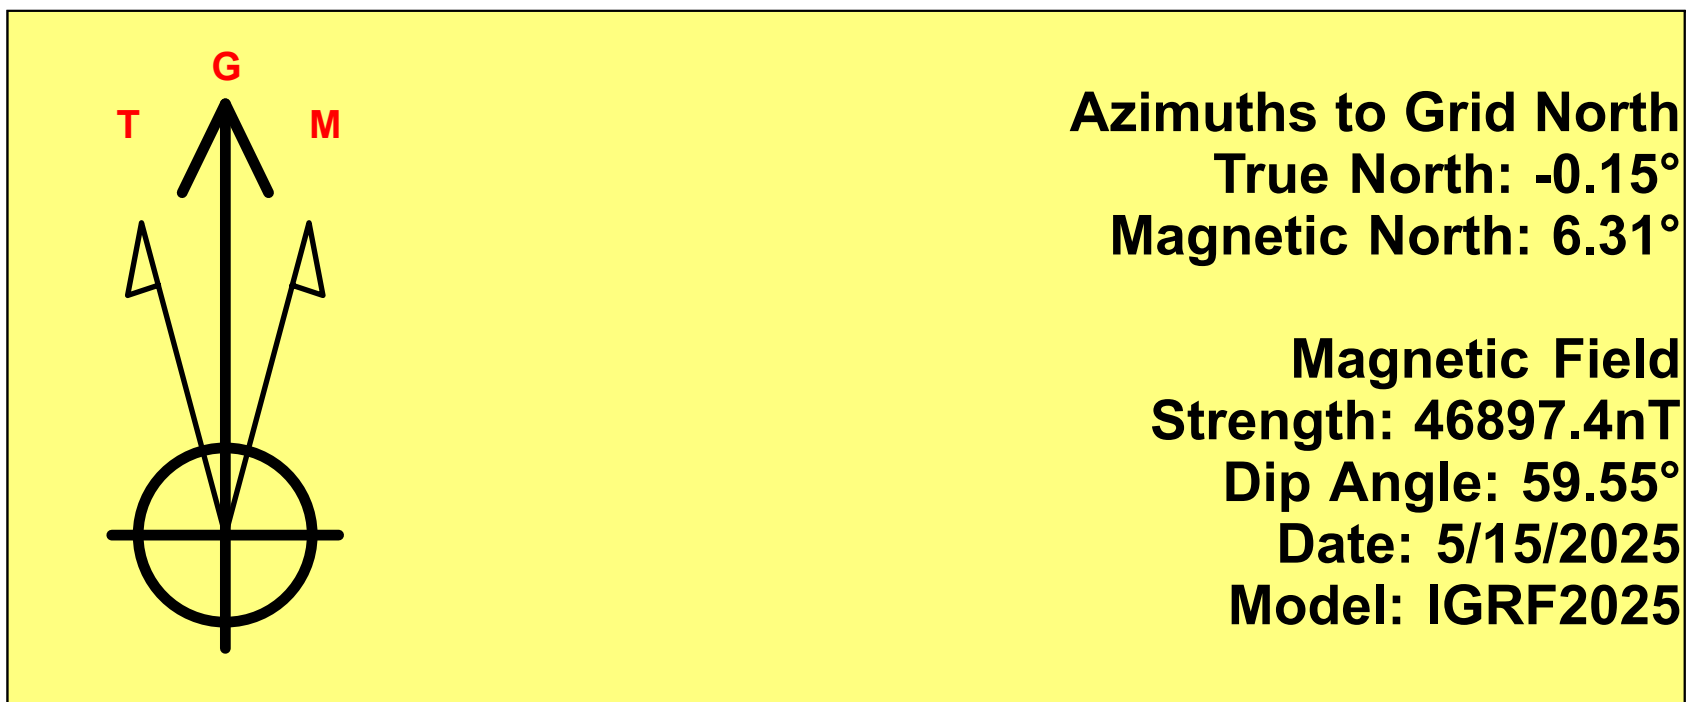 G
T
M
Azimuths to Grid North
True North: -0.15°
Magnetic North: 6.31°
Magnetic Field
Strength: 46897.4nT
Dip Angle: 59.55°
Date: 5/15/2025
Model: IGRF2025